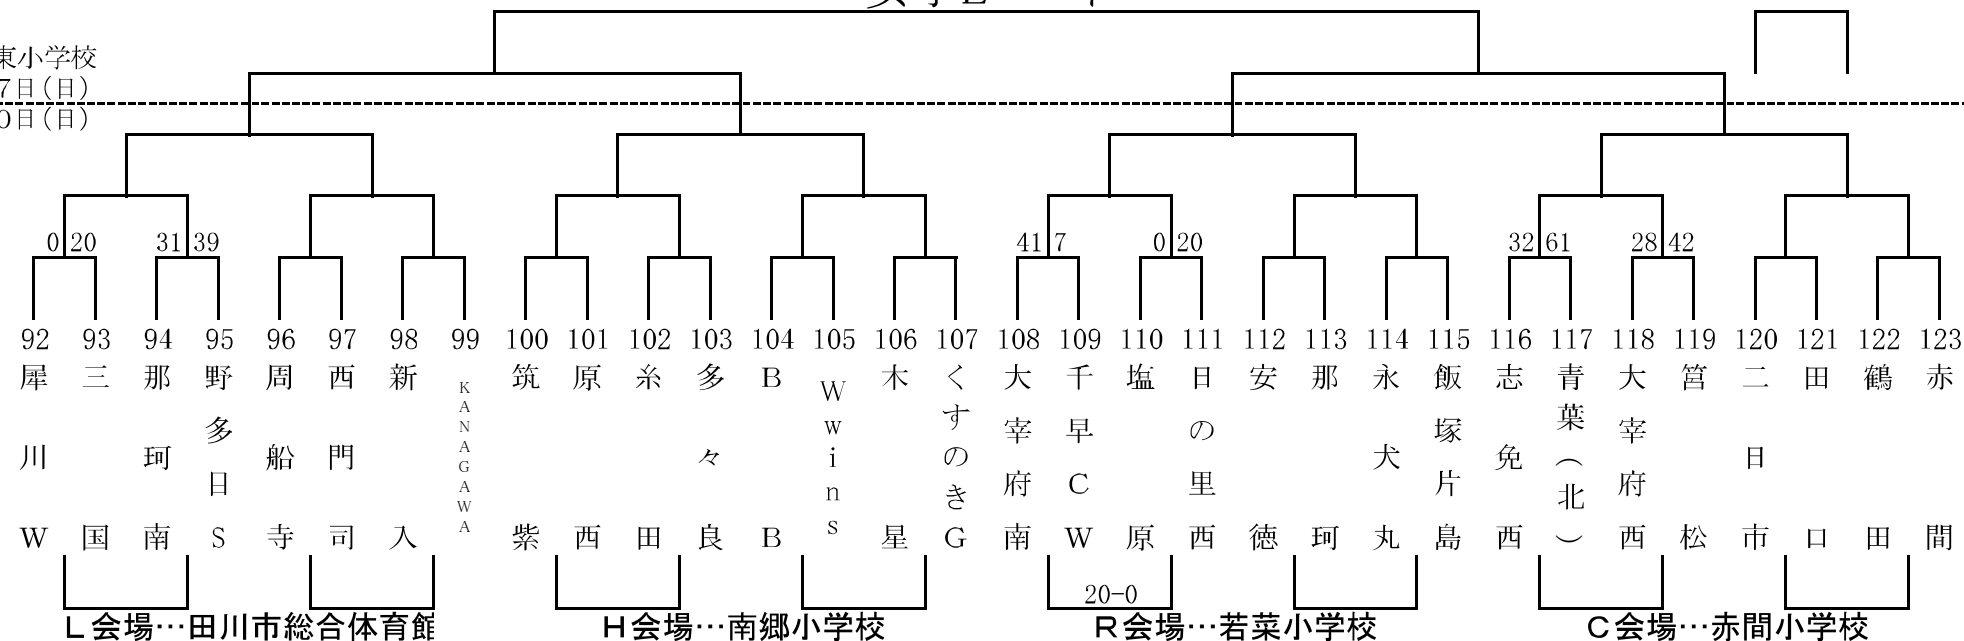 東小学校
7日（日）
0日（日）
0 20 31 39 41 7 0 20 32 61 28 42
92 93 94 95 96 97 98 99 100 101 102 103 104 105 106 107 108 109 110 111 112 113 114 115 116 117 118 119 120 121 122 123
犀川W
三国
那珂南
野多日S
周船寺
西門司
新入
KANAGAWA
筑紫
原西
糸田
多々良
BB
Wwins
木星
くすのきG
大宰府南
千早CW
塩原
日の里西
安徳
那珂
永犬丸
飯塚片島
志免西
青葉（北）
大宰府西
筥松
二日市
田口
鶴田
赤間
20-0
L会場…田川市総合体育館
H会場…南郷小学校
R会場…若菜小学校
C会場…赤間小学校